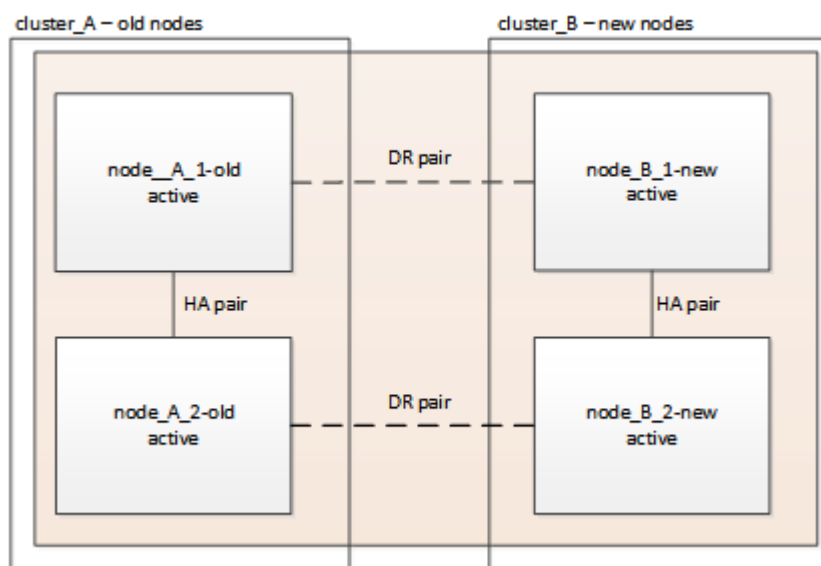 cluster_A – old nodes
cluster_B – new nodes
node__A_1-old
active
DR pair
node_B_1-new
active
HA pair
HA pair
node_A_2-old
active
DR pair
node_B_2-new
active